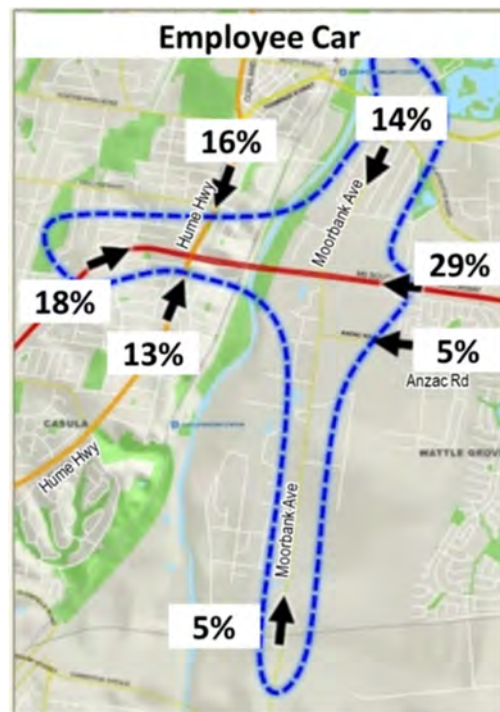 Employee Car
16%
14%
Hume Hwy
Moorbank Ave
29%
18%
13%
5%
Anzac Rd
CASULA
WATTLE GROVE
Hume Hwy
Moorbank Ave
5%